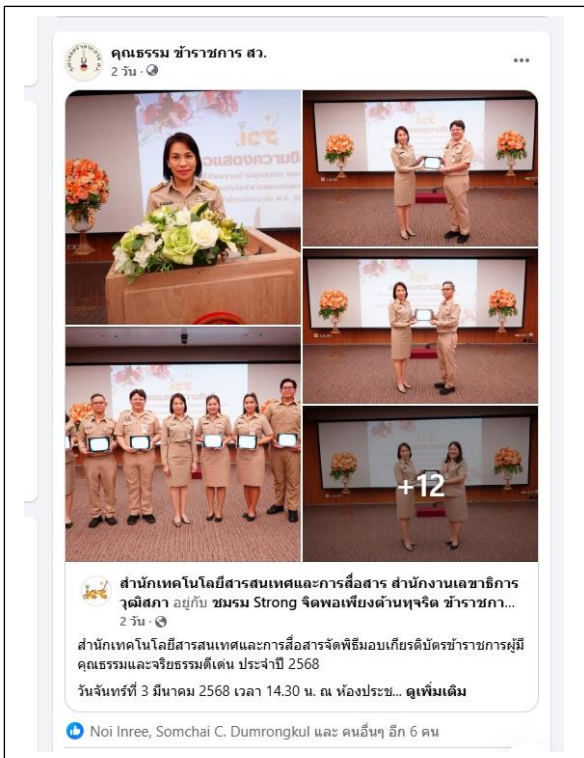 คุณธรรม ข้าราชการ สว.
2 วัน ·
+12
สำนักเทคโนโลยีสารสนเทศและการสื่อสาร สำนักงานเลขาธิการ
วุฒิสภา อยู่กับ ชมรม Strong จิตพอเพียงต้านทุจริต ข้าราชกา...
2 วัน ·
สำนักเทคโนโลยีสารสนเทศและการสื่อสารจัดพิธีมอบเกียรติบัตรข้าราชการผู้มี
คุณธรรมและจริยธรรมดีเด่น ประจำปี 2568
วันจันทร์ที่ 3 มีนาคม 2568 เวลา 14.30 น. ณ ห้องประช... ดูเพิ่มเติม
Noi Inree, Somchai C. Dumrongkul และ คนอื่นๆ อีก 6 คน